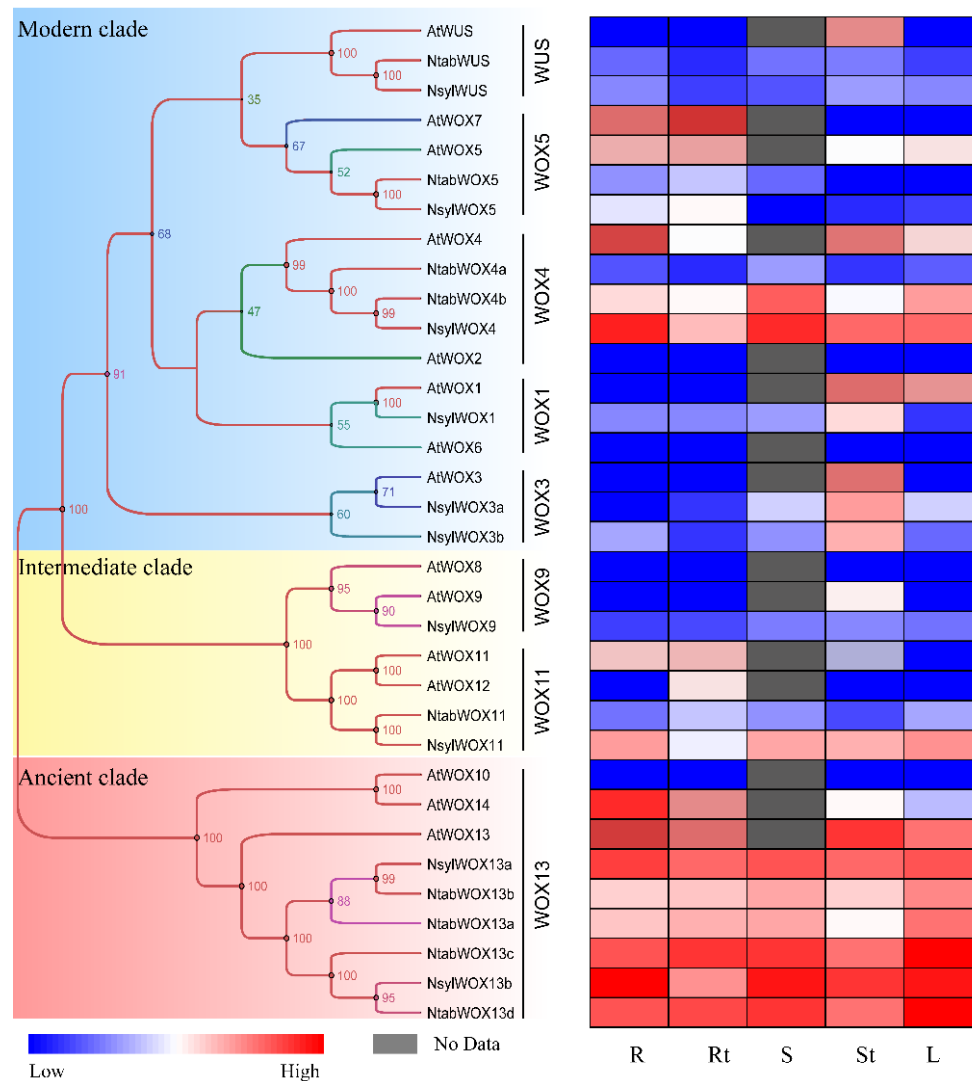 Modern clade
AtWUS
NtabWUS
NsylWUS
WUS
AtWOX7
AtWOX5
NtabWOX5
NsylWOX5
WOX5
AtWOX4
NtabWOX4a
NtabWOX4b
NsylWOX4
AtWOX2
WOX4
AtWOX1
NsylWOX1
AtWOX6
WOX1
AtWOX3
NsylWOX3a
NsylWOX3b
WOX3
100
100
35
67
52
100
68
99
100
99
47
91
100
55
71
60
100
Intermediate clade
AtWOX8
AtWOX9
NsylWOX9
WOX9
AtWOX11
AtWOX12
NtabWOX11
NsylWOX11
WOX11
95
90
100
100
100
100
Ancient clade
AtWOX10
AtWOX14
AtWOX13
NsylWOX13a
NtabWOX13b
NtabWOX13a
NtabWOX13c
NsylWOX13b
NtabWOX13d
WOX13
100
100
100
99
88
100
100
95
Low
High
No Data
R
Rt
S
St
L